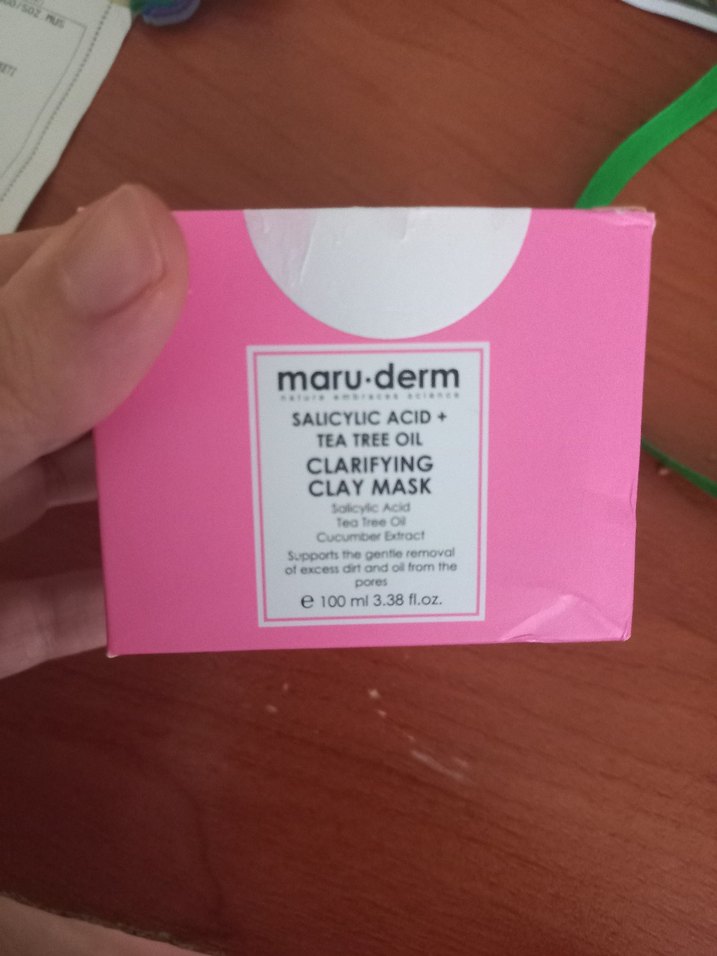 maru·derm
nature embraces science
SALICYLIC ACID +
TEA TREE OIL
CLARIFYING
CLAY MASK
Salicylic Acid
Tea Tree Oil
Cucumber Extract
Supports the gentle removal
of excess dirt and oil from the
pores
℮ 100 ml 3.38 fl.oz.